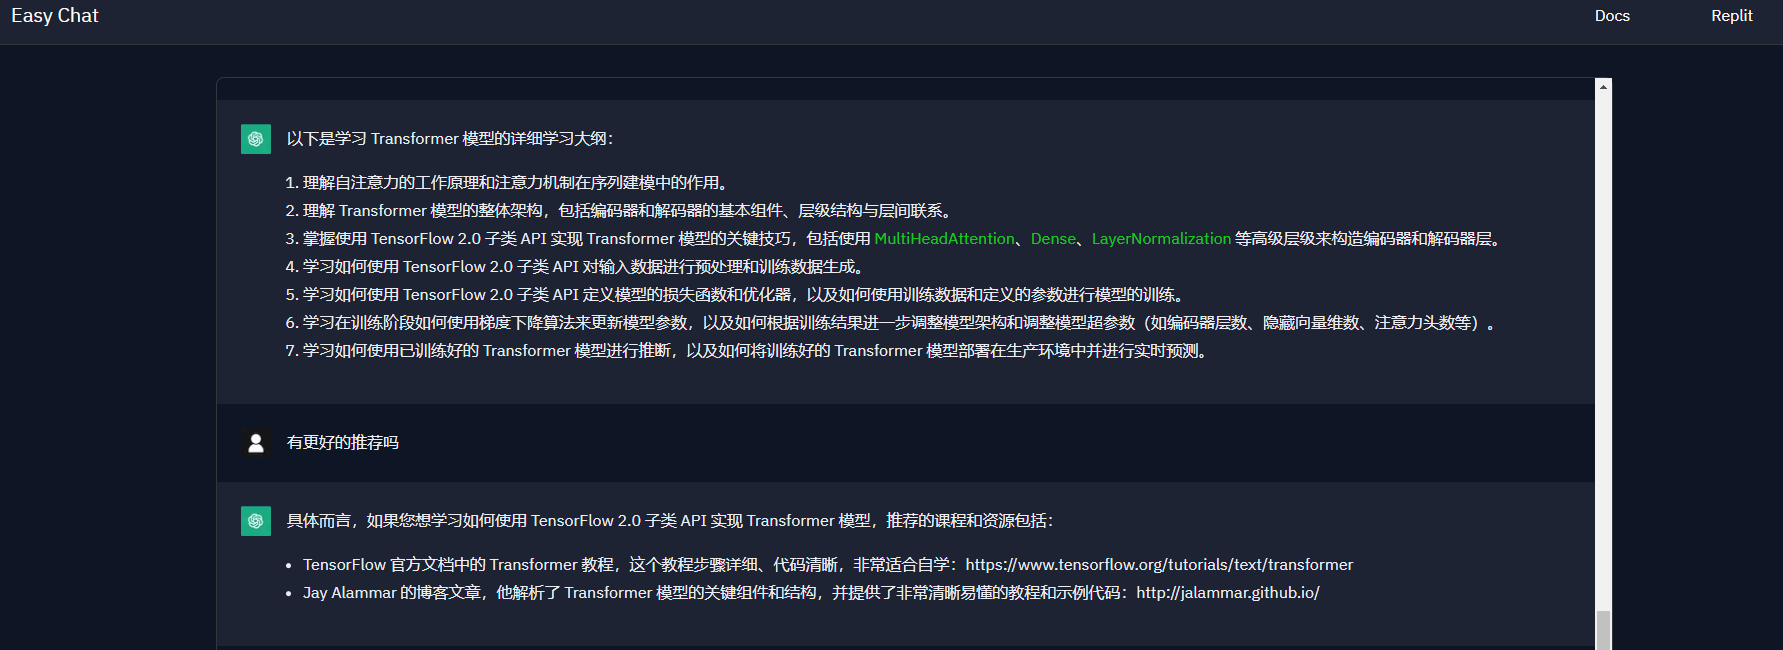 Easy Chat
Docs
Replit
以下是学习 Transformer 模型的详细学习大纲：
1. 理解自注意力的工作原理和注意力机制在序列建模中的作用。
2. 理解 Transformer 模型的整体架构，包括编码器和解码器的基本组件、层级结构与层间联系。
3. 掌握使用 TensorFlow 2.0 子类 API 实现 Transformer 模型的关键技巧，包括使用 MultiHeadAttention、Dense、LayerNormalization 等高级层级来构造编码器和解码器层。
4. 学习如何使用 TensorFlow 2.0 子类 API 对输入数据进行预处理和训练数据生成。
5. 学习如何使用 TensorFlow 2.0 子类 API 定义模型的损失函数和优化器，以及如何使用训练数据和定义的参数进行模型的训练。
6. 学习在训练阶段如何使用梯度下降算法来更新模型参数，以及如何根据训练结果进一步调整模型架构和调整模型超参数（如编码器层数、隐藏向量维数、注意力头数等）。
7. 学习如何使用已训练好的 Transformer 模型进行推断，以及如何将训练好的 Transformer 模型部署在生产环境中并进行实时预测。
有更好的推荐吗
具体而言，如果您想学习如何使用 TensorFlow 2.0 子类 API 实现 Transformer 模型，推荐的课程和资源包括：
• TensorFlow 官方文档中的 Transformer 教程，这个教程步骤详细、代码清晰，非常适合自学：https://www.tensorflow.org/tutorials/text/transformer
• Jay Alammar 的博客文章，他解析了 Transformer 模型的关键组件和结构，并提供了非常清晰易懂的教程和示例代码：http://jalammar.github.io/